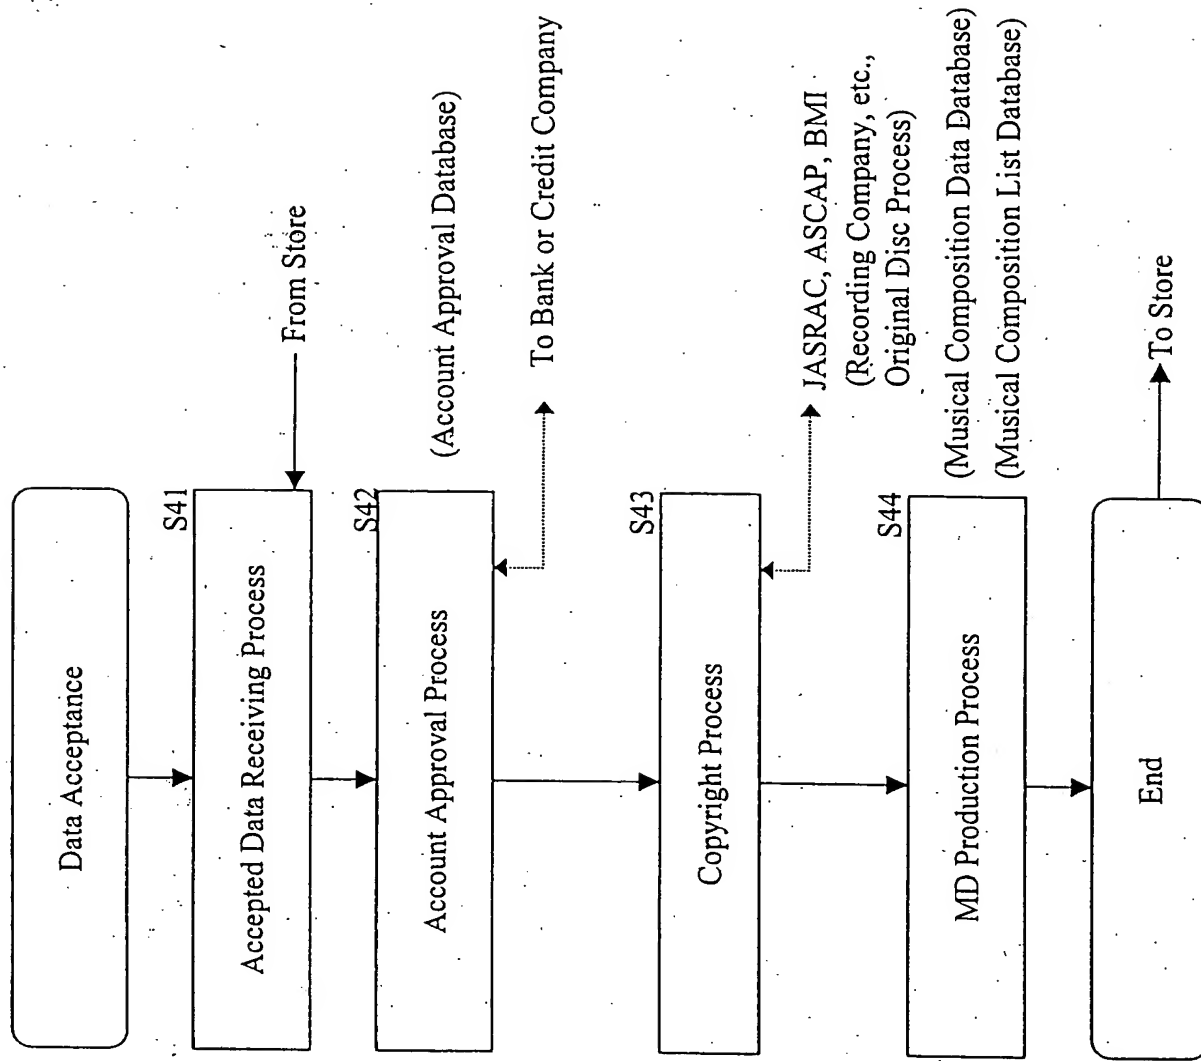 Data Acceptance
S41
Accepted Data Receiving Process
From Store
S42
Account Approval Process
(Account Approval Database)
To Bank or Credit Company
S43
Copyright Process
JASRAC, ASCAP, BMI
(Recording Company, etc.,
Original Disc Process)
S44
MD Production Process
(Musical Composition Data Database)
(Musical Composition List Database)
End
To Store